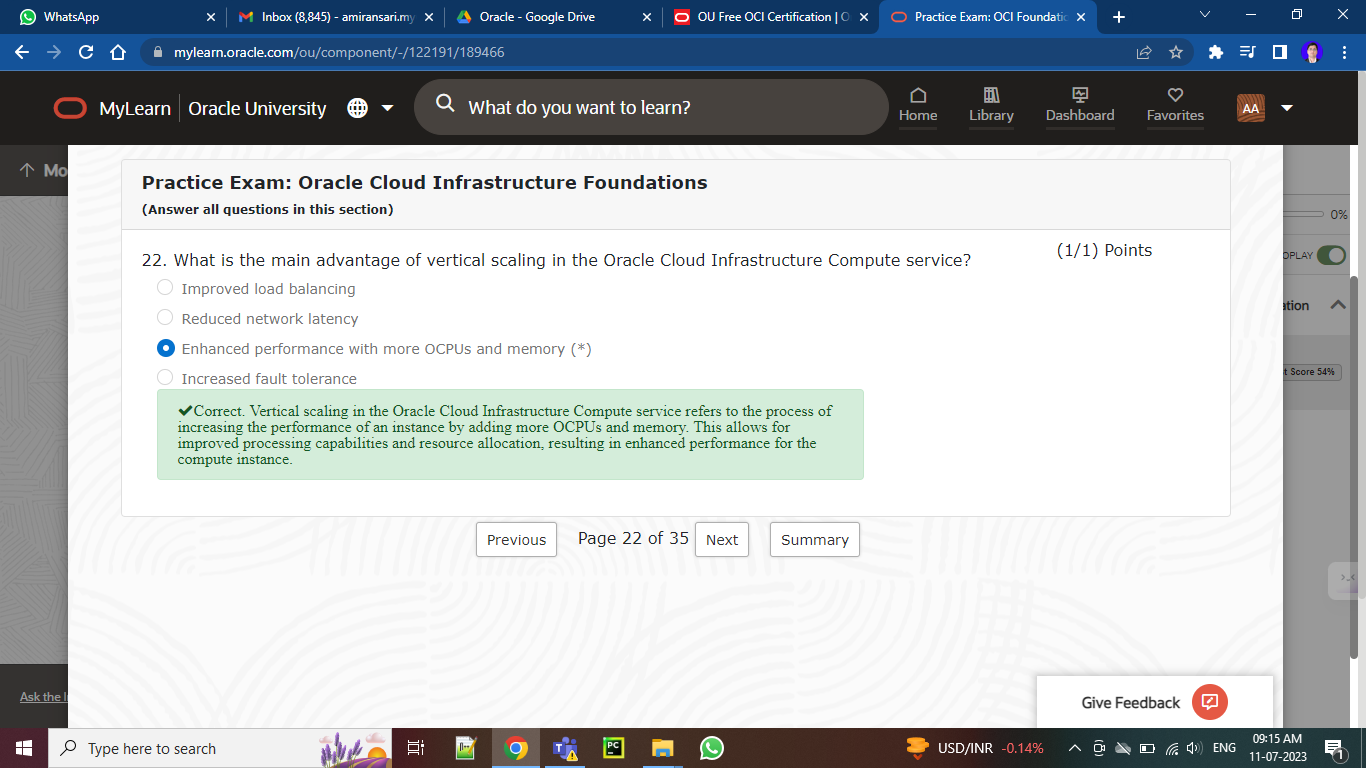 WhatsApp
Inbox (8,845) - amiransari.my
Oracle - Google Drive
OU Free OCI Certification | O
Practice Exam: OCI Foundatic
mylearn.oracle.com/ou/component/-/122191/189466
MyLearn Oracle University
What do you want to learn?
Home
Library
Dashboard
Favorites
AA
Mo
Practice Exam: Oracle Cloud Infrastructure Foundations
(Answer all questions in this section)
0%
22. What is the main advantage of vertical scaling in the Oracle Cloud Infrastructure Compute service?
(1/1) Points
OPLAY
Improved load balancing
Reduced network latency
ation
Enhanced performance with more OCPUs and memory (*)
Increased fault tolerance
t Score 54%
✔Correct. Vertical scaling in the Oracle Cloud Infrastructure Compute service refers to the process of
increasing the performance of an instance by adding more OCPUs and memory. This allows for
improved processing capabilities and resource allocation, resulting in enhanced performance for the
compute instance.
Previous
Page 22 of 35
Next
Summary
Ask the I
Give Feedback
Type here to search
PC
USD/INR -0.14%
ENG
09:15 AM
11-07-2023
1